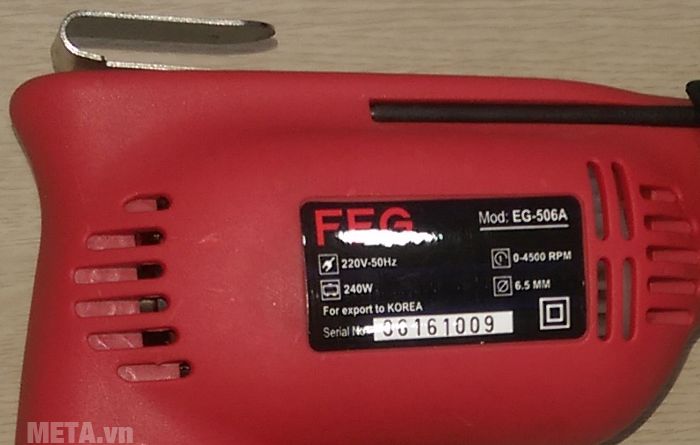 FEG
Mod: EG-506A
220V-50Hz
0-4500 RPM
240W
6.5 MM
For export to KOREA
Serial No
00161009
META.vn